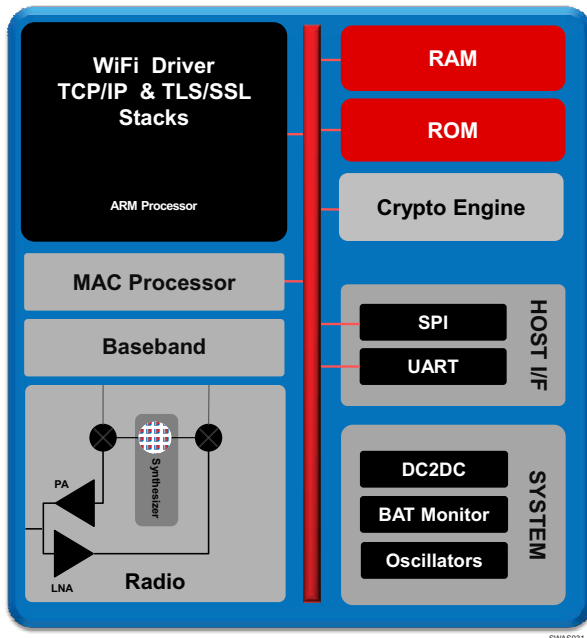 WiFi Driver
TCP/IP & TLS/SSL
Stacks
ARM Processor
MAC Processor
Baseband
Synthesizer
PA
LNA
Radio
RAM
ROM
Crypto Engine
SPI
UART
HOST I/F
DC2DC
BAT Monitor
Oscillators
SYSTEM